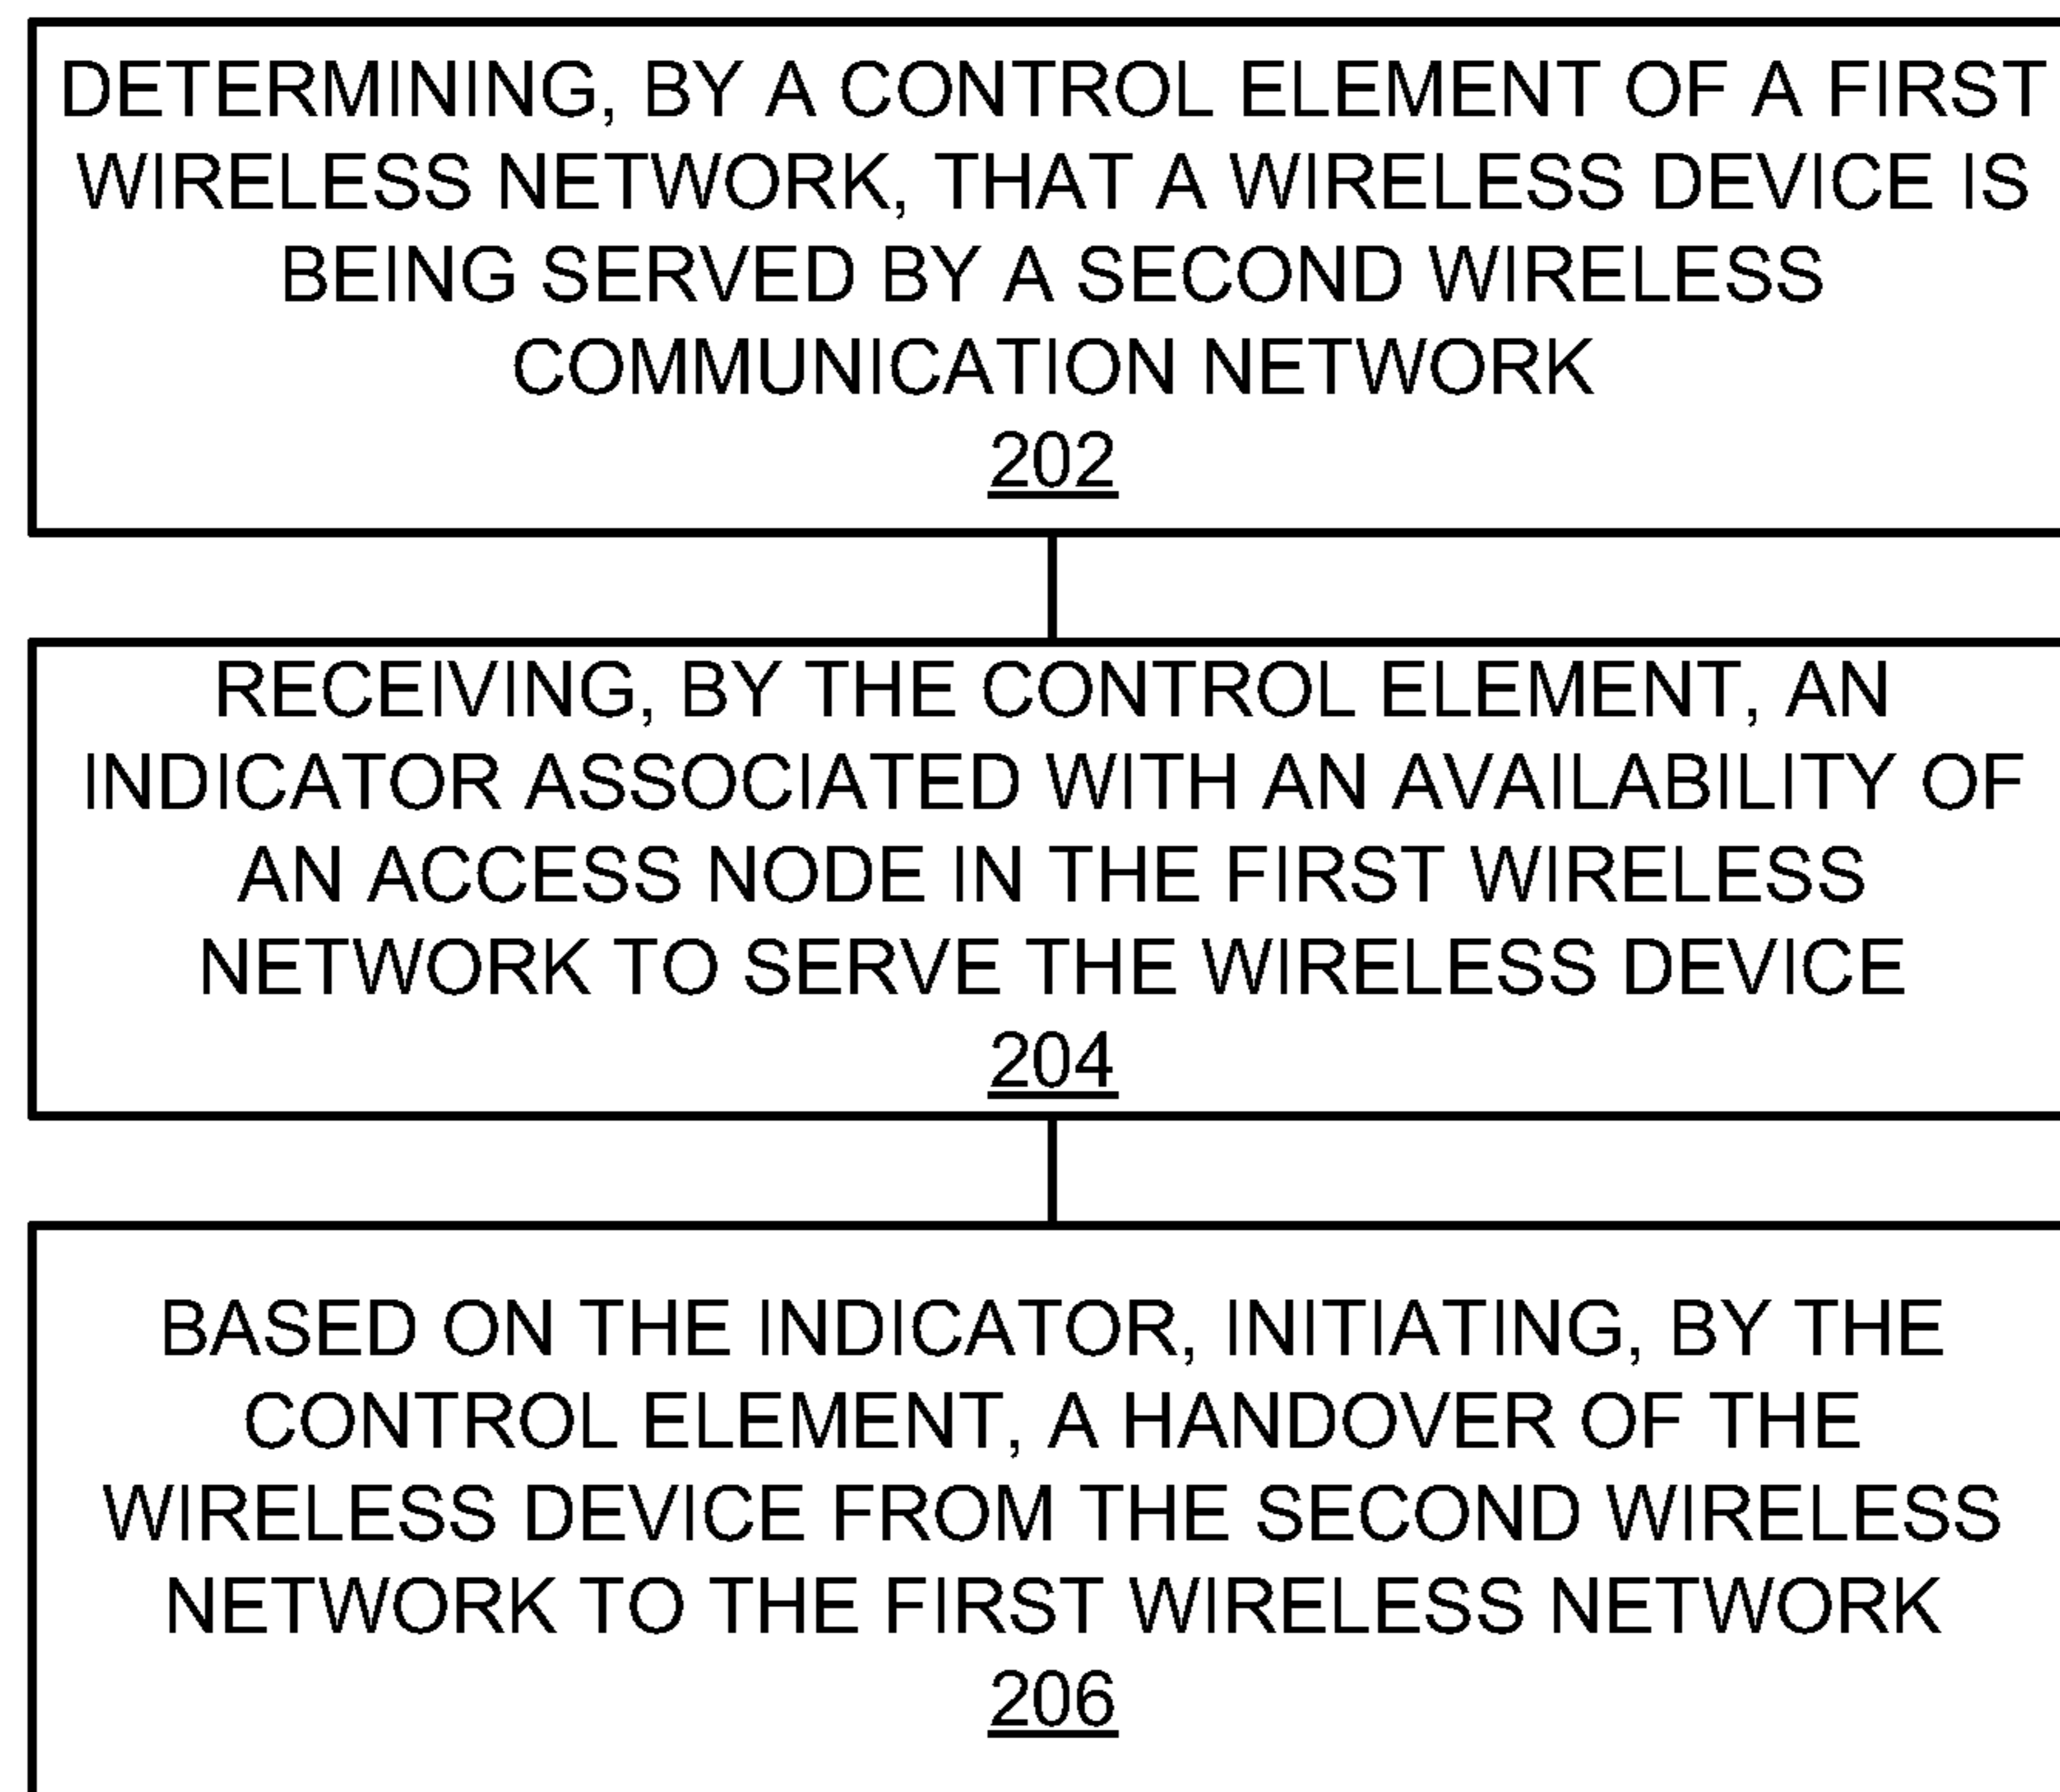 DETERMINING, BY A CONTROL ELEMENT OF A FIRST
WIRELESS NETWORK, THAT A WIRELESS DEVICE IS
BEING SERVED BY A SECOND WIRELESS
COMMUNICATION NETWORK
202
RECEIVING, BY THE CONTROL ELEMENT, AN
INDICATOR ASSOCIATED WITH AN AVAILABILITY OF
AN ACCESS NODE IN THE FIRST WIRELESS
NETWORK TO SERVE THE WIRELESS DEVICE
204
BASED ON THE INDICATOR, INITIATING, BY THE
CONTROL ELEMENT, A HANDOVER OF THE
WIRELESS DEVICE FROM THE SECOND WIRELESS
NETWORK TO THE FIRST WIRELESS NETWORK
206